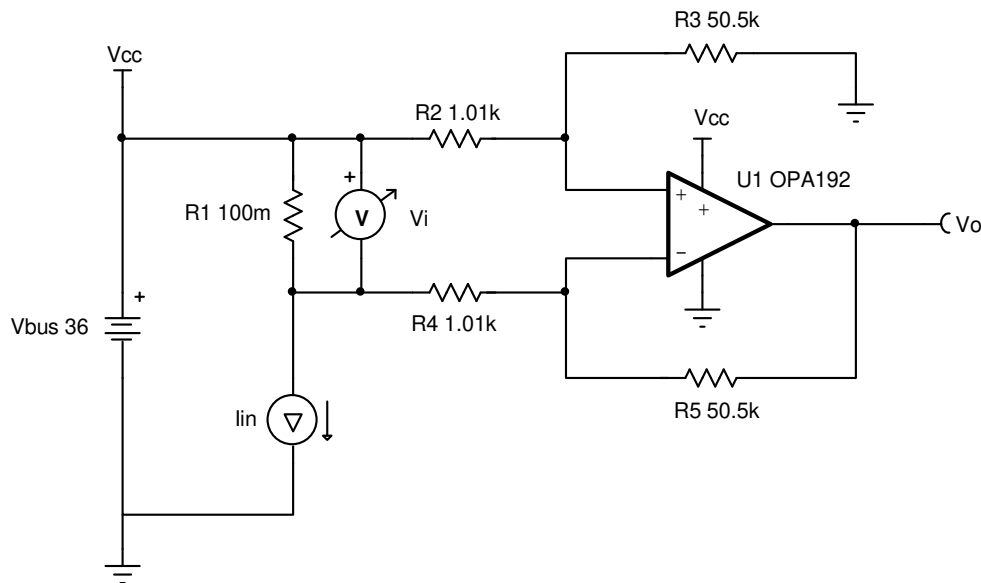 R3 50.5k
Vcc
R2 1.01k
Vcc
U1 OPA192
+
+
+
R1 100m
V
Vi
−
Vo
+
Vbus 36
R4 1.01k
R5 50.5k
Iin